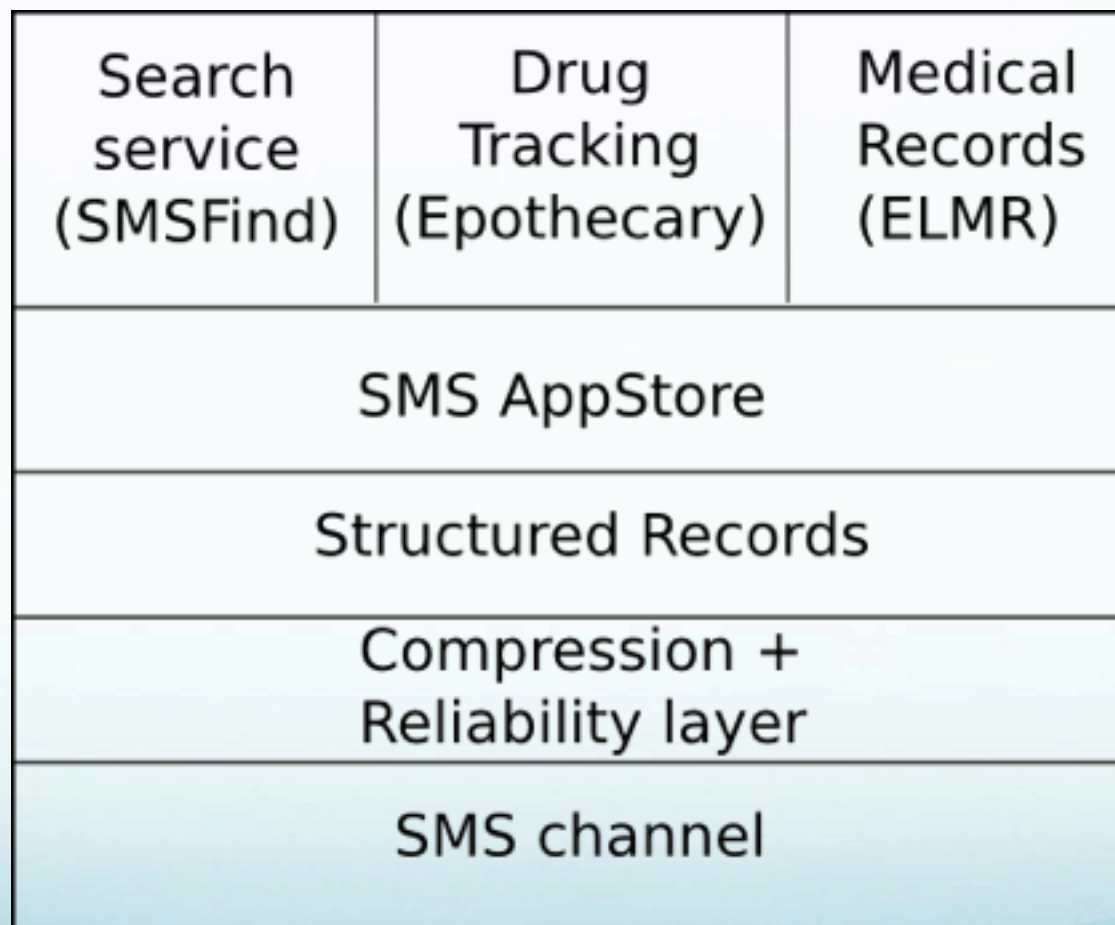 Search
service
(SMSFind)
Drug
Tracking
(Epothecary)
Medical
Records
(ELMR)
SMS AppStore
Structured Records
Compression +
Reliability layer
SMS channel